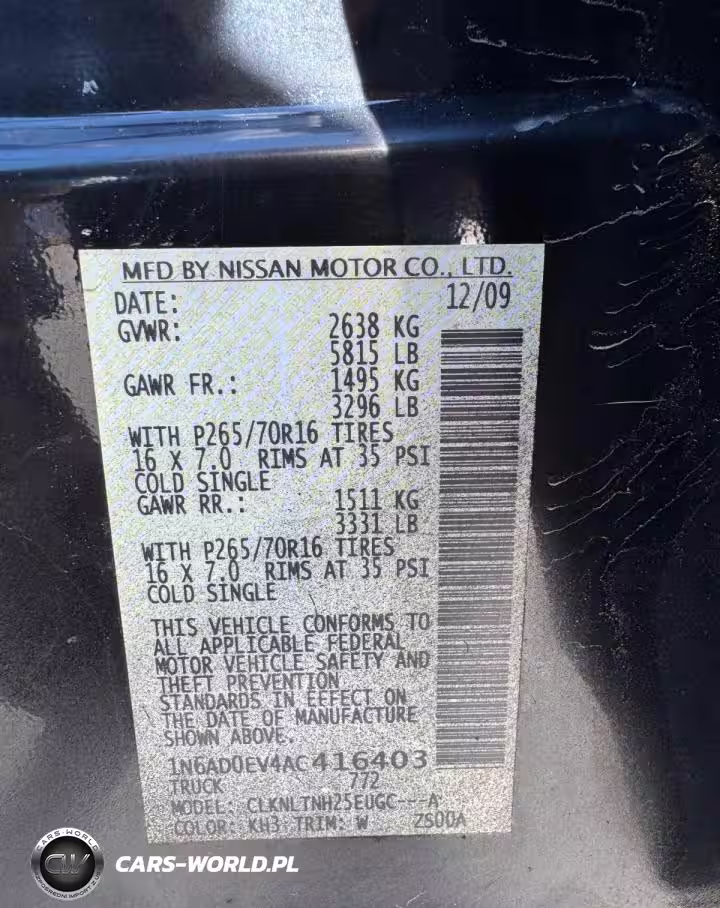 MFD BY NISSAN MOTOR CO., LTD.
DATE: 12/09
GVWR: 2638 KG
5815 LB
GAWR FR.: 1495 KG
3296 LB
WITH P265/70R16 TIRES
16 X 7.0 RIMS AT 35 PSI
COLD SINGLE
GAWR RR.: 1511 KG
3331 LB
WITH P265/70R16 TIRES
16 X 7.0 RIMS AT 35 PSI
COLD SINGLE
THIS VEHICLE CONFORMS TO
ALL APPLICABLE FEDERAL
MOTOR VEHICLE SAFETY AND
THEFT PREVENTION
STANDARDS IN EFFECT ON
THE DATE OF MANUFACTURE
SHOWN ABOVE.
1N6AD0EV4AC416403
TRUCK 772
MODEL: CLKNLTNH25EUGC---A
COLOR: KH3 TRIM: W ZS00A
CARS-WORLD
CW
CARS-WORLD.PL